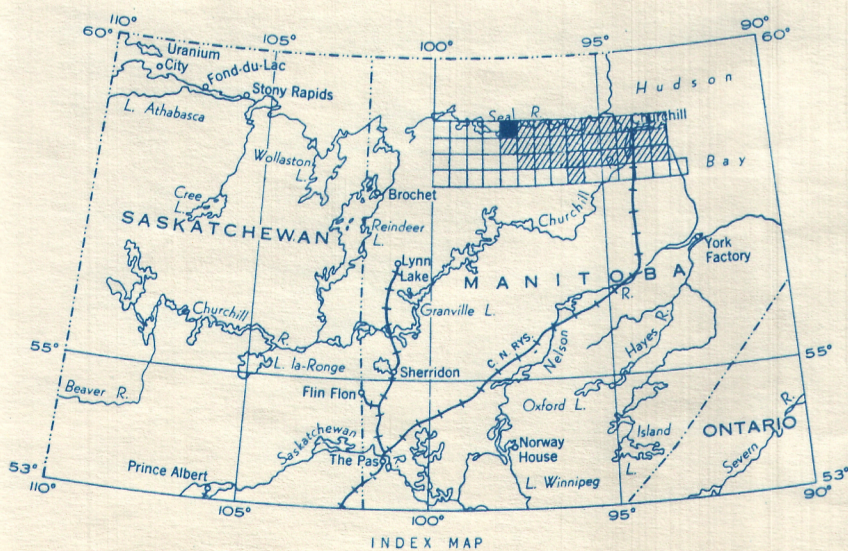 110°
105°
100°
95°
90°
60°
60°
Uranium
City
Fond-du-Lac
Stony Rapids
L. Athabasca
Hudson
Seal R.
Churchill
Bay
Wollaston
L.
Cree
L.
Brochet
SASKATCHEWAN
Reindeer
L.
Churchill
Lynn
Lake
MANITOBA
York
Factory
Granville L.
R.
Churchill
R.
C. N. RYS.
Nelson
Hayes R.
55°
55°
L. la-Ronge
Sherridon
Beaver R.
Flin Flon
Oxford L.
Saskatchewan
R.
Island
L.
ONTARIO
Severn R.
Norway
House
The Pas
Prince Albert
L. Winnipeg
53°
53°
110°
105°
100°
95°
90°
INDEX MAP